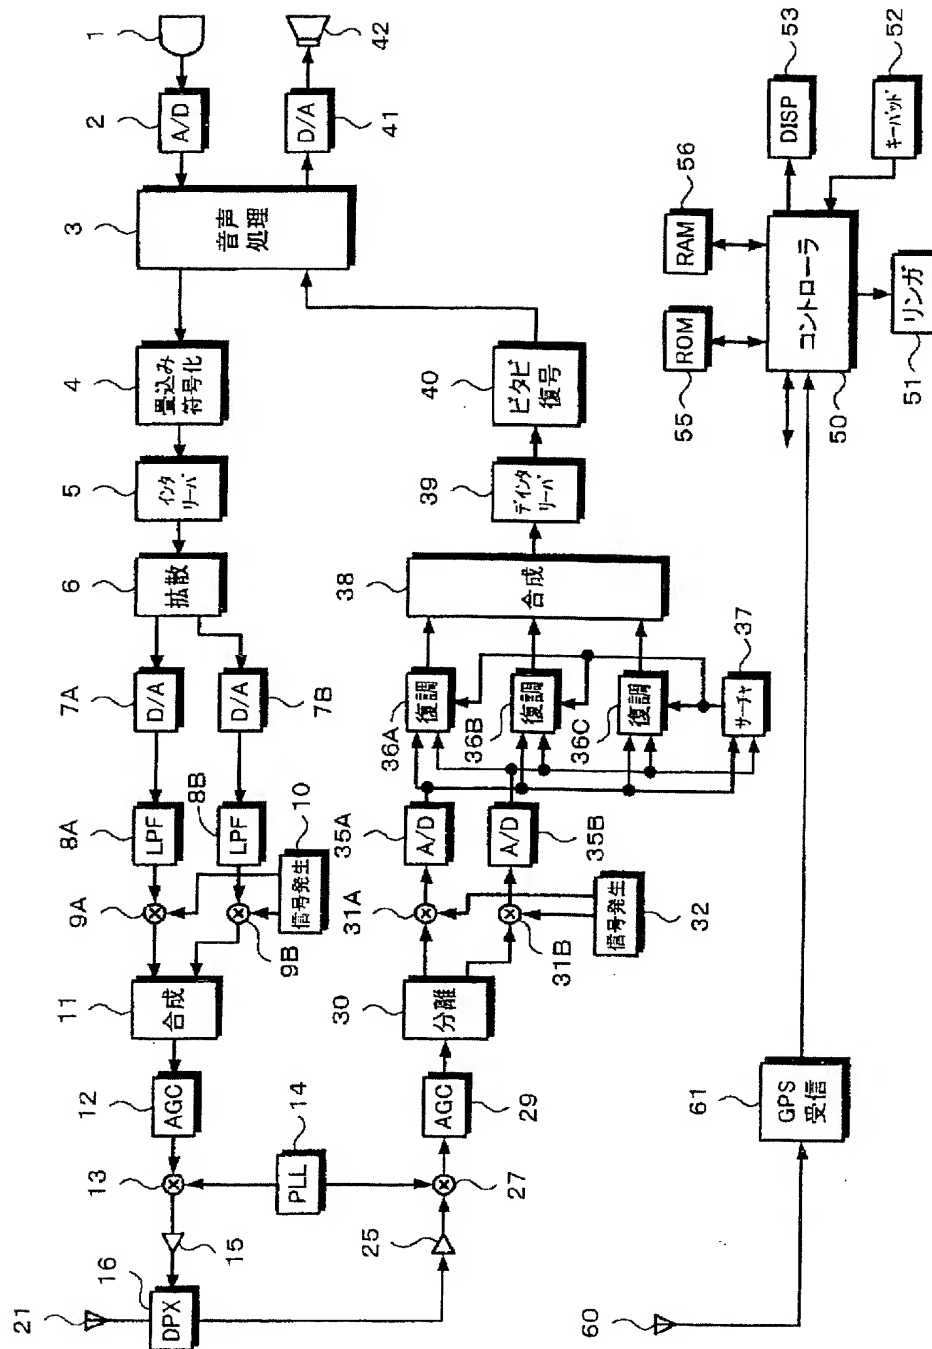 1
A/D
2
音声
処理
3
畳込み
符号化
4
インタ
リーバ
5
拡散
6
D/A
7A
D/A
7B
LPF
8A
LPF
8B
9A
9B
信号発生
10
合成
11
AGC
12
13
PLL
14
15
DPX
16
21
25
27
AGC
29
分離
30
31A
31B
信号発生
32
A/D
35A
A/D
35B
復調
36A
復調
36B
復調
36C
サーチャ
37
合成
38
デインタ
リーバ
39
ビタビ
復号
40
D/A
41
42
コントローラ
50
リンガ
51
キーパッド
52
DISP
53
ROM
55
RAM
56
60
GPS
受信
61